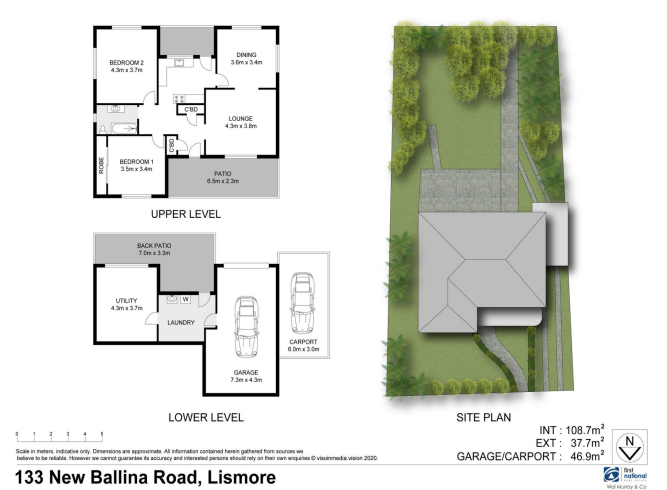 BEDROOM 2
4.3m x 3.7m
DINING
3.6m x 3.4m
C'BD
LOUNGE
4.3m x 3.8m
C'BD
ROBE
BEDROOM 1
3.5m x 3.4m
PATIO
6.5m x 2.3m
UPPER LEVEL
BACK PATIO
7.0m x 3.3m
UTILITY
4.3m x 3.7m
W
LAUNDRY
CARPORT
6.0m x 3.0m
GARAGE
7.3m x 4.3m
LOWER LEVEL
SITE PLAN
0 1 2 3 4 5
Scale in meters, indicative only. Dimensions are approximate. All information contained herein gathered from sources we
believe to be reliable. However we cannot guarantee its accuracy and interested persons should rely on their own enquiries © visoinmedia.vision 2020.
INT : 108.7m²
EXT : 37.7m²
GARAGE/CARPORT : 46.9m²
N
133 New Ballina Road, Lismore
first
national
REAL ESTATE
Wal Murray & Co